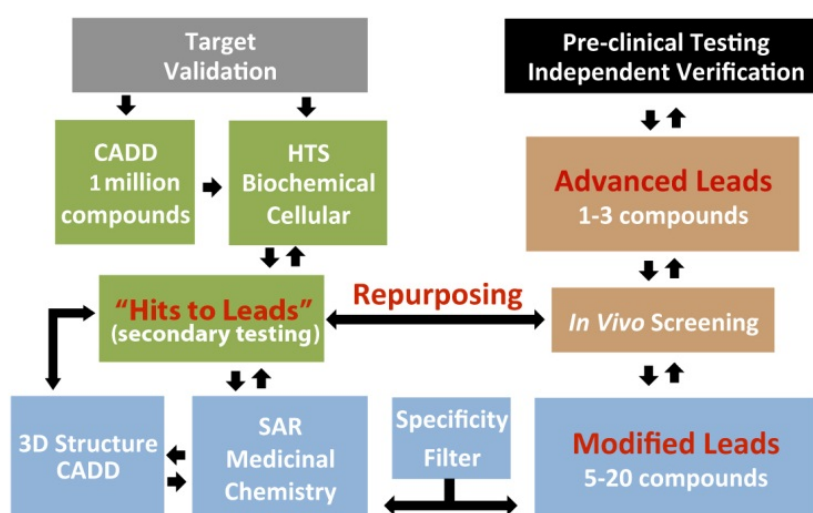 Target
Validation
Pre-clinical Testing
Independent Verification
CADD
1 million
compounds
HTS
Biochemical
Cellular
Advanced Leads
1-3 compounds
“Hits to Leads”
(secondary testing)
Repurposing
In Vivo Screening
3D Structure
CADD
SAR
Medicinal
Chemistry
Specificity
Filter
Modified Leads
5-20 compounds